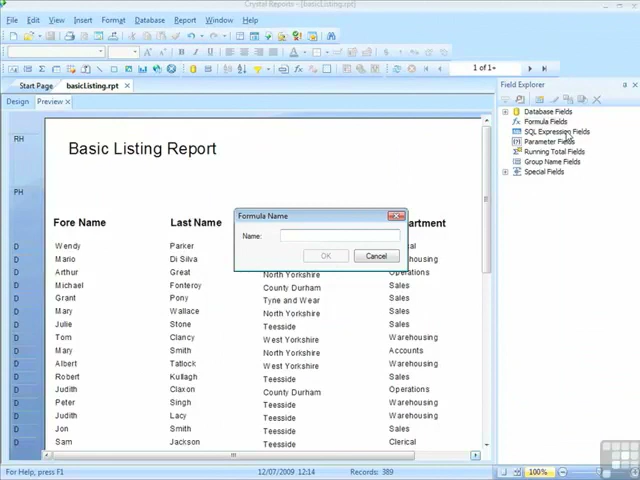 Crystal Reports - [basicListing.rpt]
File Edit View Insert Format Database Report Window Help
1 of 1+
Start Page basicListing.rpt
Design Preview
Field Explorer
Database Fields
Formula Fields
SQL Expression Fields
Parameter Fields
Running Total Fields
Group Name Fields
Special Fields
RH
Basic Listing Report
PH
Fore Name Last Name artment
Formula Name
Name:
OK Cancel
D Wendy Parker cal
D Mario Di Silva housing
D Arthur Great North Yorkshire Operations
D Michael Fonteroy County Durham Sales
D Grant Pony Tyne and Wear Sales
D Mary Wallace North Yorkshire Sales
D Julie Stone Teesside Sales
D Tom Clancy West Yorkshire Warehousing
D Mary Smith North Yorkshire Accounts
D Albert Tatlock West Yorkshire Warehousing
D Robert Kullagh Teesside Sales
D Judith Claxon County Durham Operations
D Peter Singh Teesside Warehousing
D Judith Lacy Teesside Warehousing
D Jon Smith Teesside Sales
D Sam Jackson Teesside Clerical
For Help, press F1 12/07/2009 12:14 Records: 389 100%